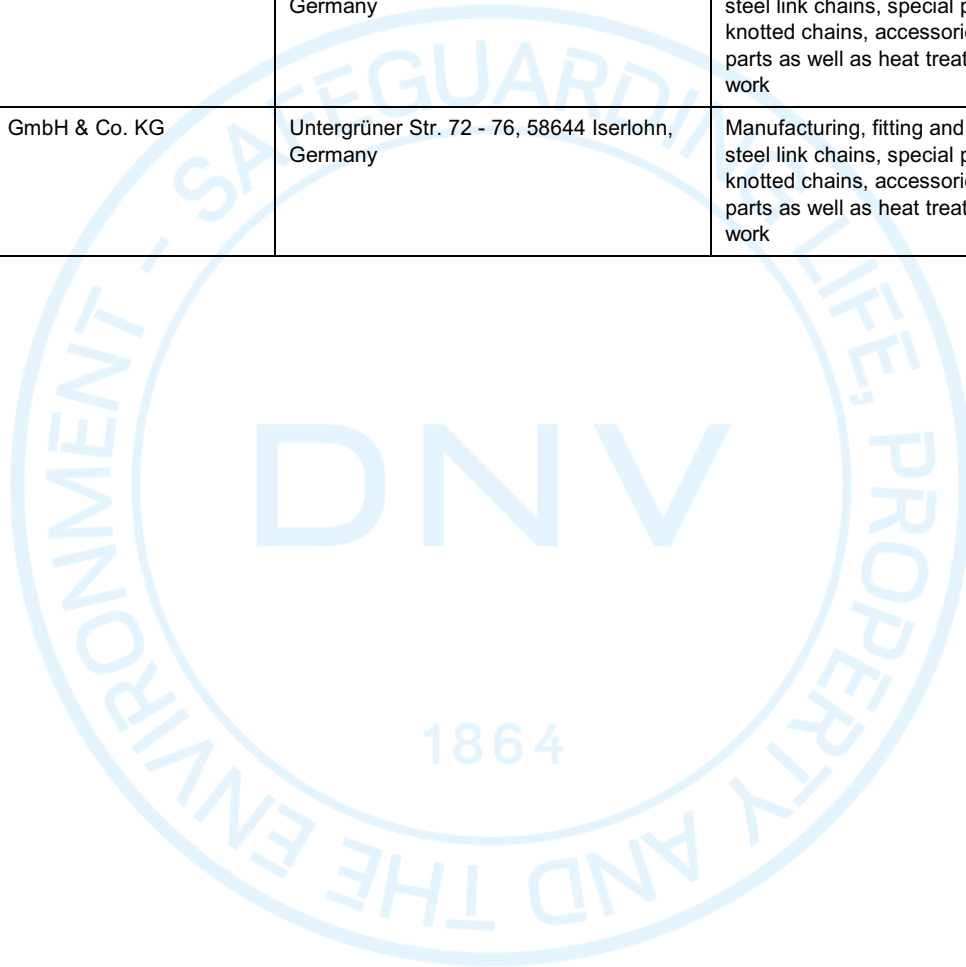 Germany
steel link chains, special p
knotted chains, accessorie
parts as well as heat treat
work
GmbH & Co. KG
Untergrüner Str. 72 - 76, 58644 Iserlohn,
Germany
Manufacturing, fitting and
steel link chains, special p
knotted chains, accessorie
parts as well as heat treat
work
SAFEGUARDING LIFE, PROPERTY AND THE ENVIRONMENT -
DNV
1864